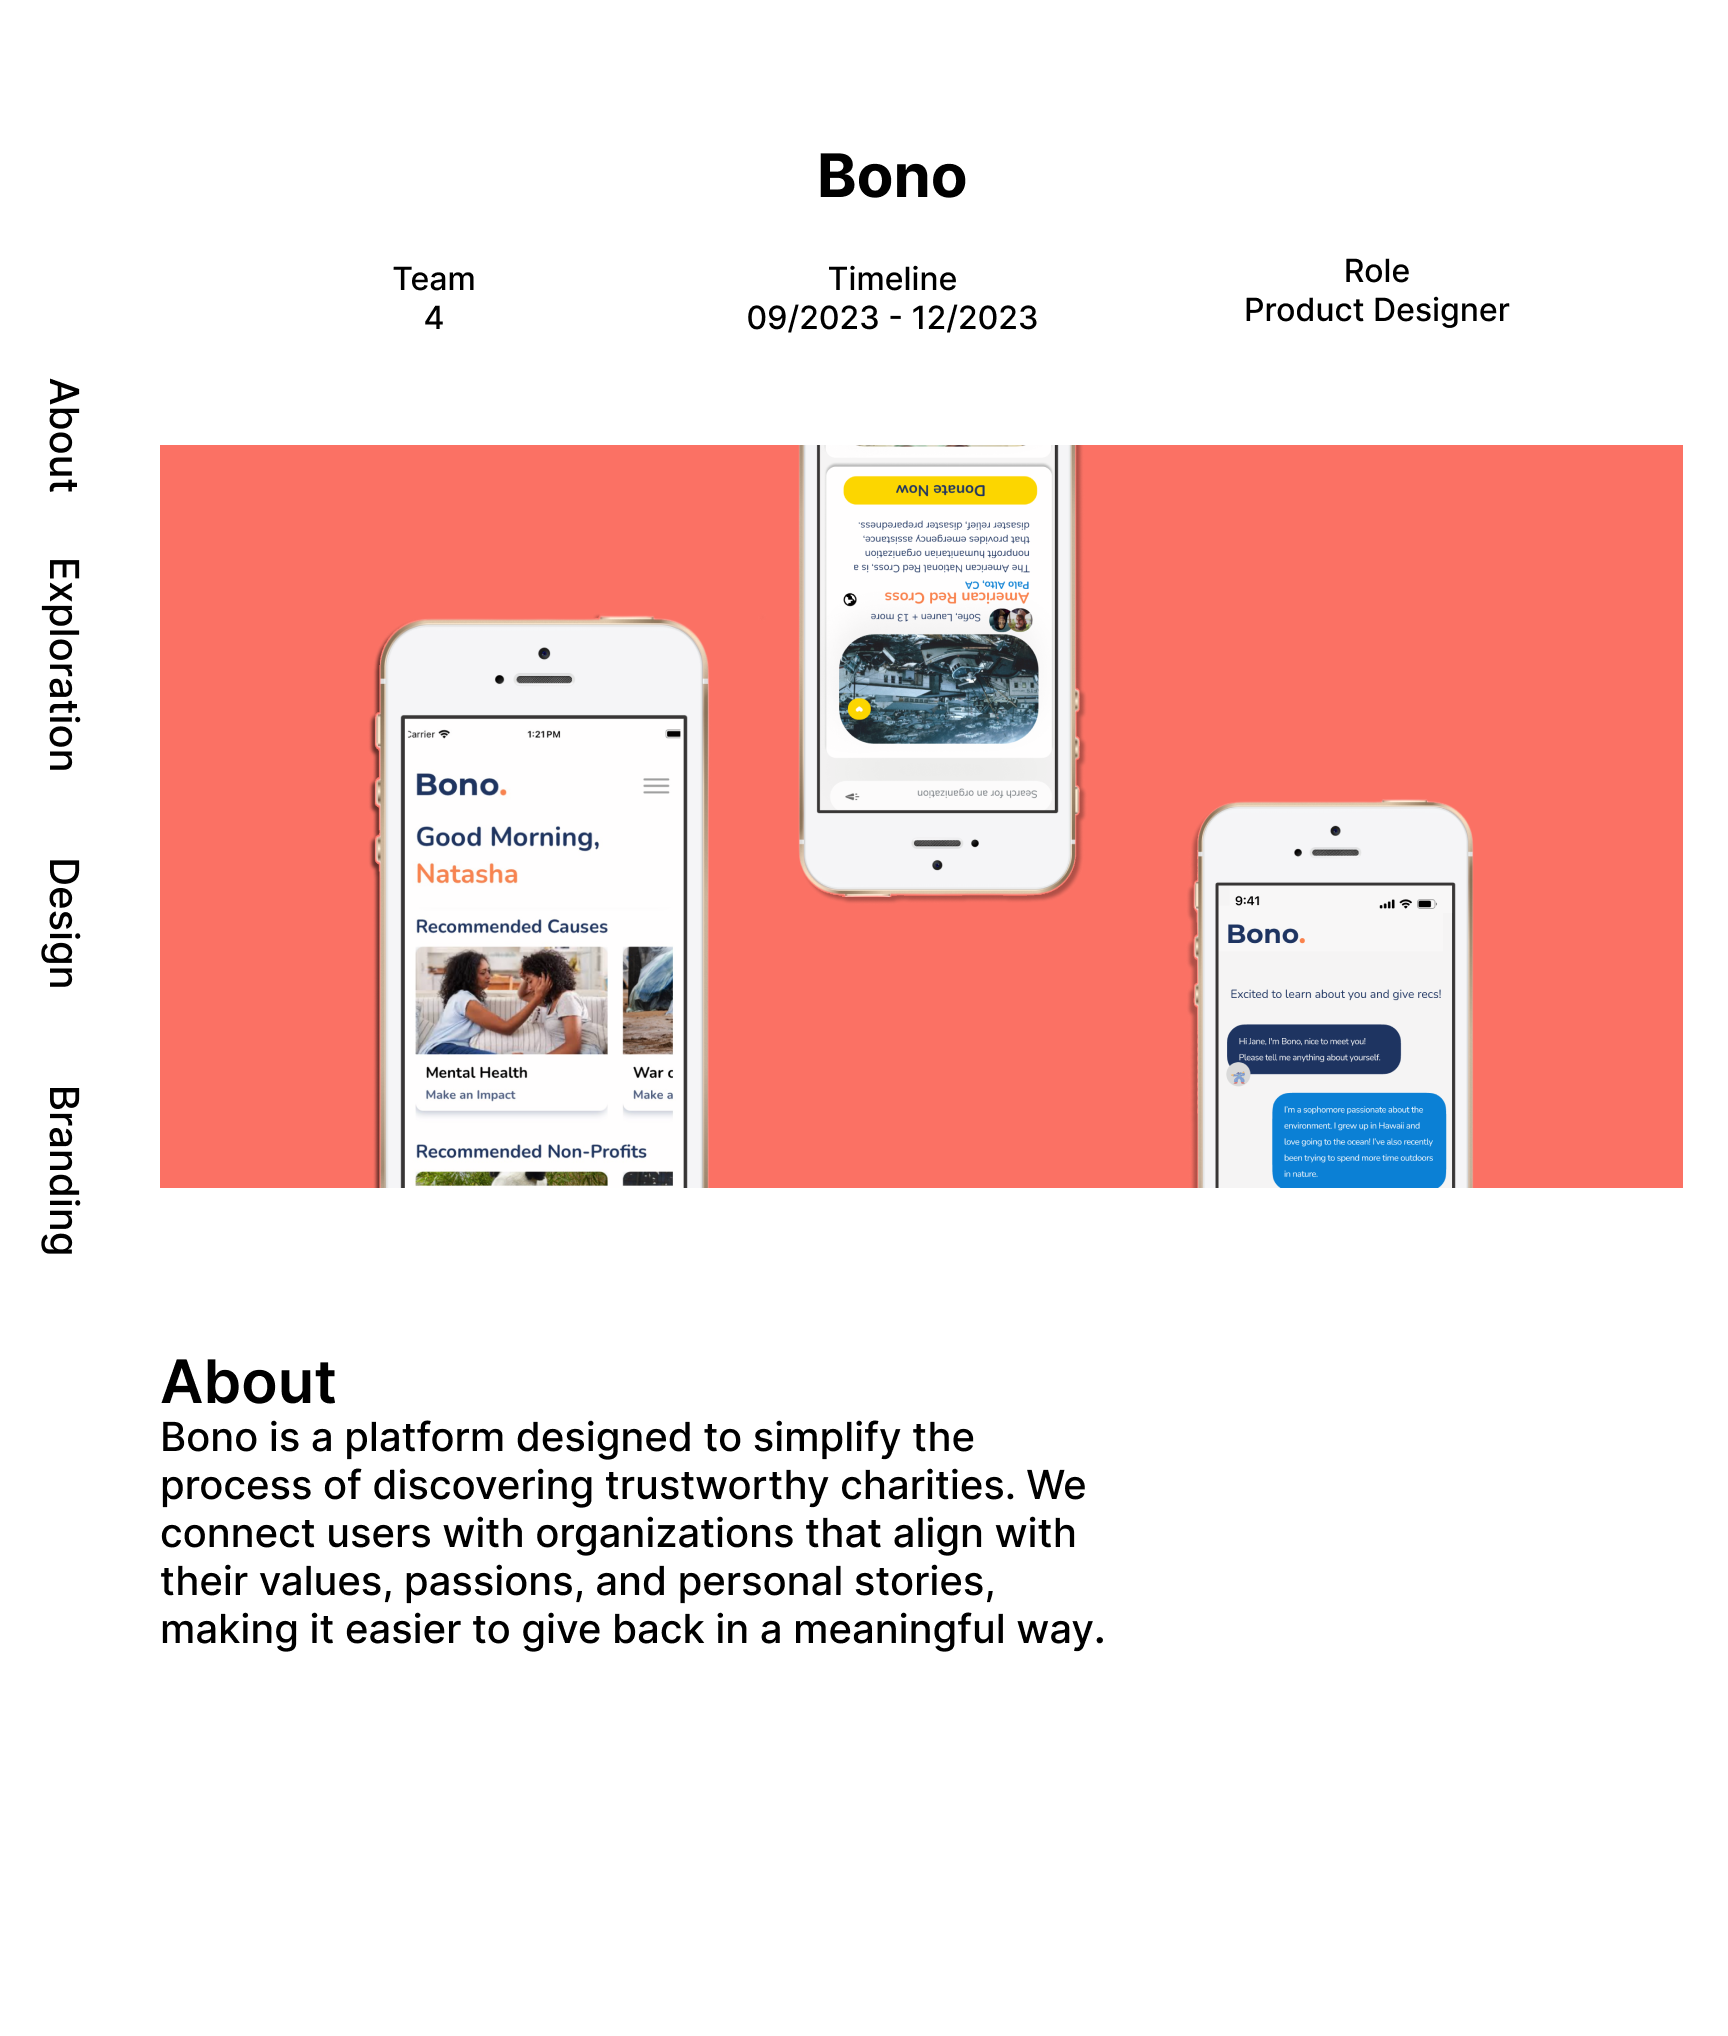 Bono
Team
4
Timeline
09/2023 - 12/2023
Role
Product Designer
About
Exploration
Design
Branding
Carrier
1:21 PM
Bono.
Good Morning,
Natasha
Recommended Causes
Mental Health
Make an Impact
War o
Make a
Recommended Non-Profits
Search for an organization
Sofie, Lauren + 13 more
American Red Cross
Palo Alto, CA
The American National Red Cross, is a
nonprofit humanitarian organization
that provides emergency assistance,
disaster relief, disaster preparedness.
Donate Now
9:41
Bono.
Excited to learn about you and give recs!
Hi Jane, I'm Bono, nice to meet you!
Please tell me anything about yourself.
I'm a sophomore passionate about the
environment. I grew up in Hawaii and
love going to the ocean! I've also recently
been trying to spend more time outdoors
in nature.
About
Bono is a platform designed to simplify the
process of discovering trustworthy charities. We
connect users with organizations that align with
their values, passions, and personal stories,
making it easier to give back in a meaningful way.